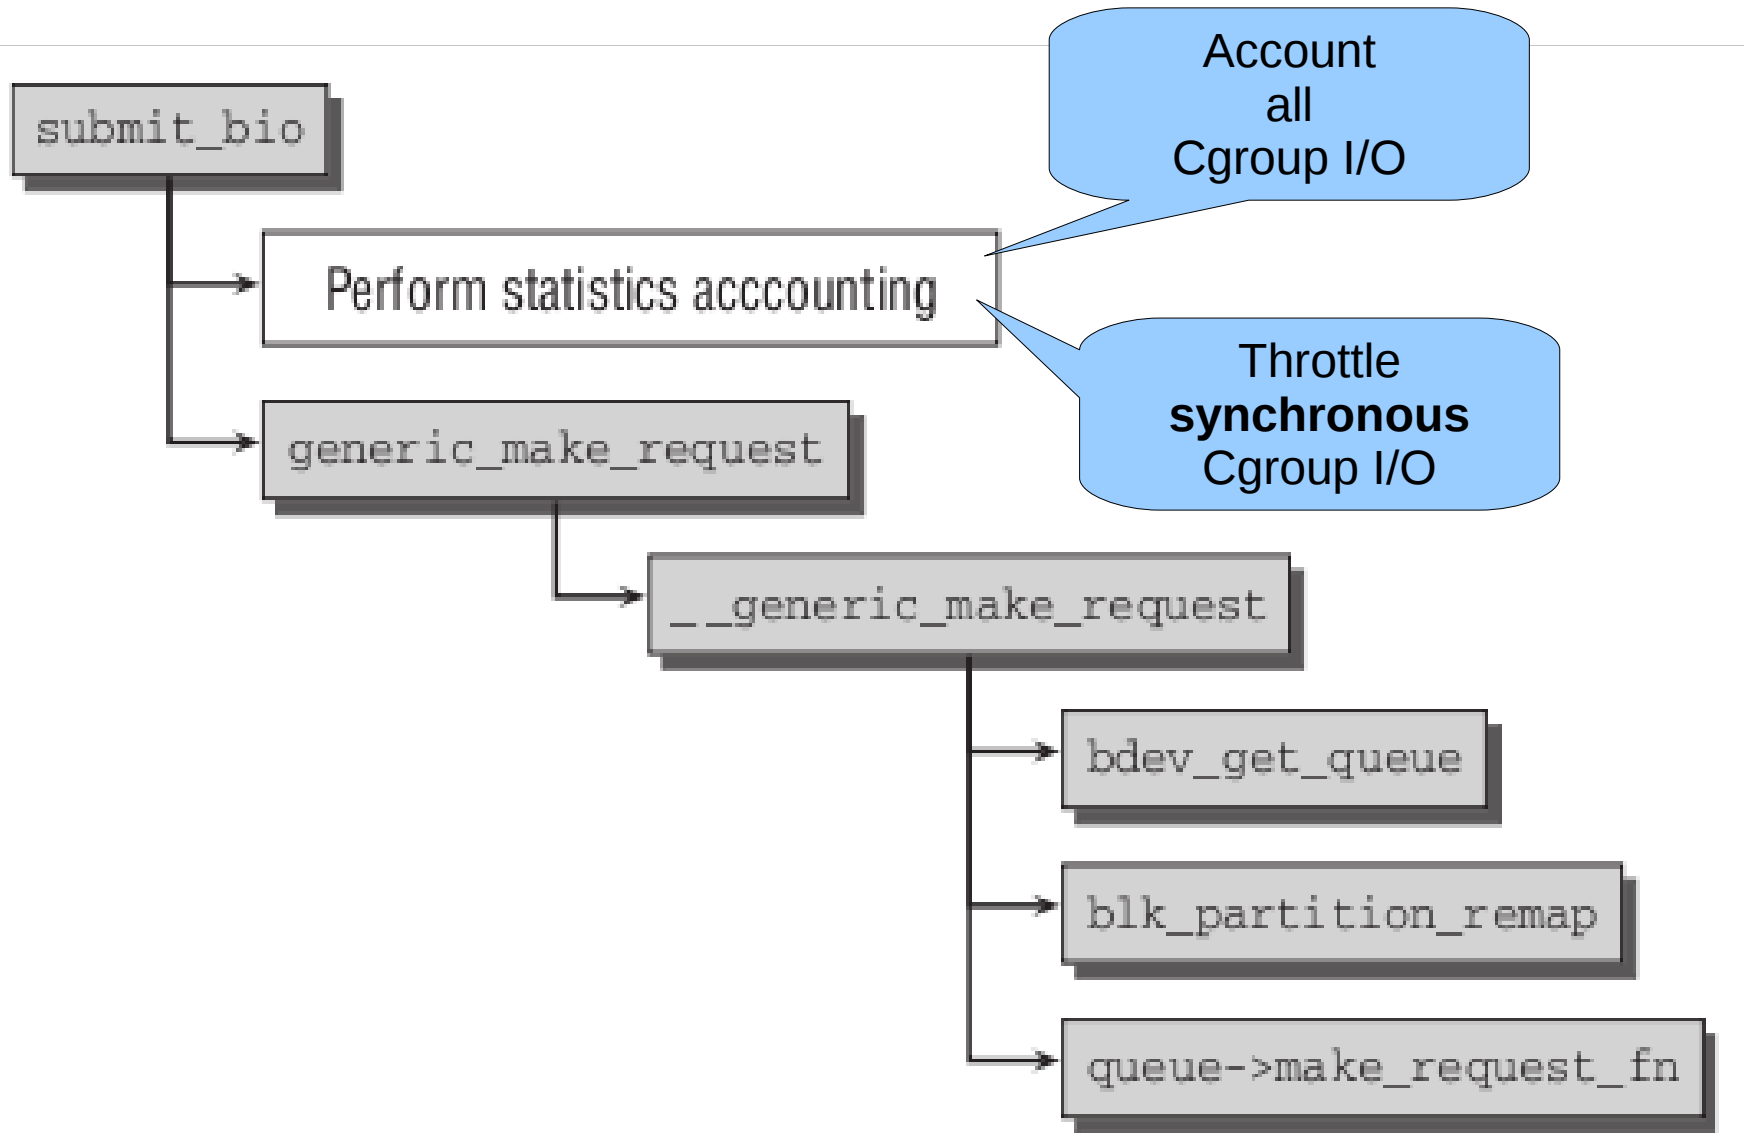 Account
all
Cgroup I/O
submit_bio
Perform statistics acccounting
Throttle
synchronous
Cgroup I/O
generic_make_request
__generic_make_request
bdev_get_queue
blk_partition_remap
queue->make_request_fn